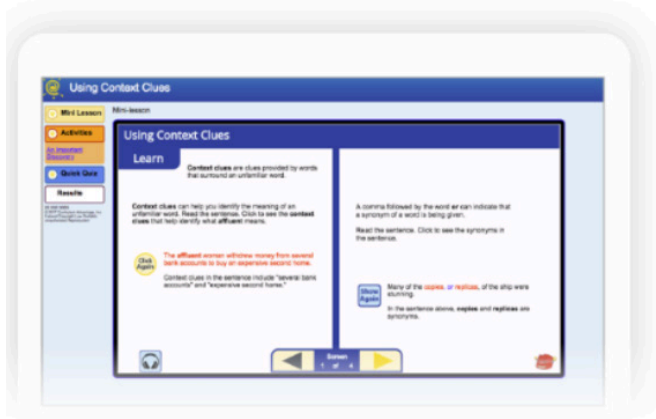 Using Context Clues
Mini Lesson
Mini-lesson
Activities
An Important
Discovery
Quick Quiz
Results
Using Context Clues
Learn
Context clues are clues provided by words
that surround an unfamiliar word.
Context clues can help you identify the meaning of an
unfamiliar word. Read the sentence. Click to see the context
clues that help identify what affluent means.
Click
Again
The affluent women withdrew money from several
bank accounts to buy an expensive second home.
Context clues in the sentence include "several bank
accounts" and "expensive second home."
A comma followed by the word or can indicate that
a synonym of a word is being given.
Read the sentence. Click to see the synonyms in
the sentence.
Show
Again
Many of the copies, or replicas, of the ship were
stunning.
In the sentence above, copies and replicas are
synonyms.
Screen
1 of 4